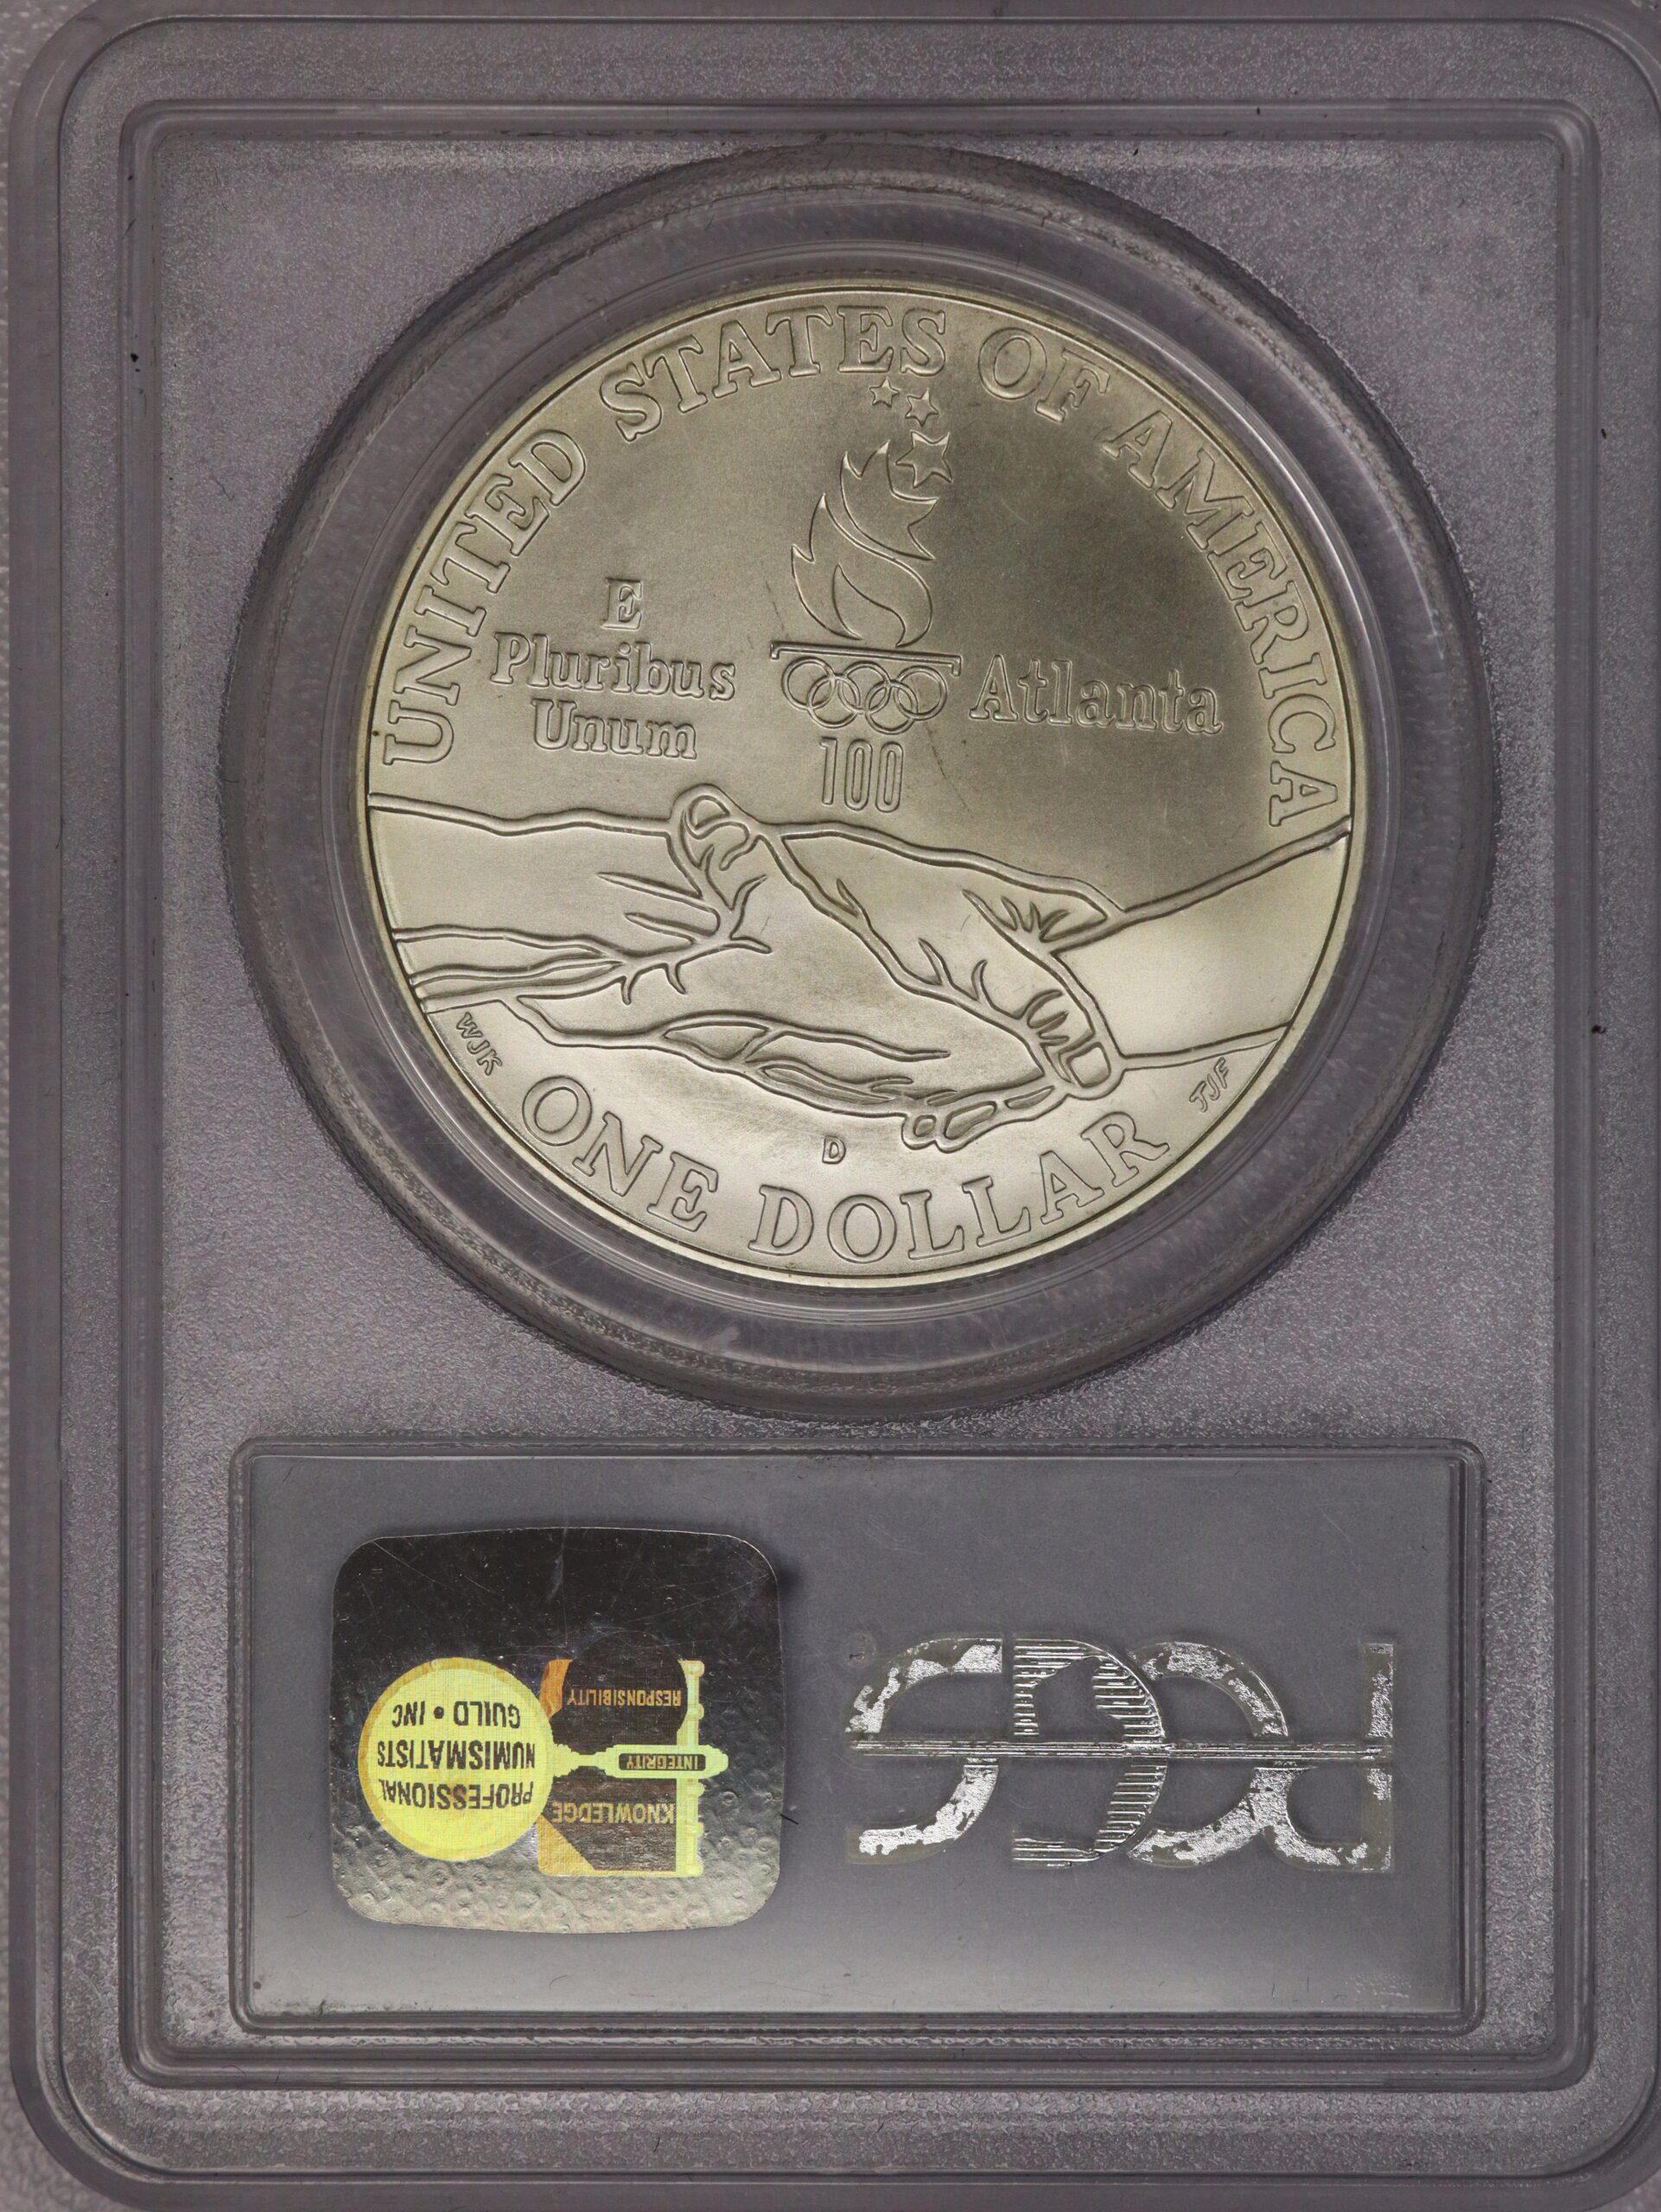 UNITED STATES OF AMERICA
E
Pluribus
Unum
Atlanta
100
WJK
TJF
D
ONE DOLLAR
PROFESSIONAL
NUMISMATISTS
GUILD • INC
KNOWLEDGE
INTEGRITY
RESPONSIBILITY
PCGS